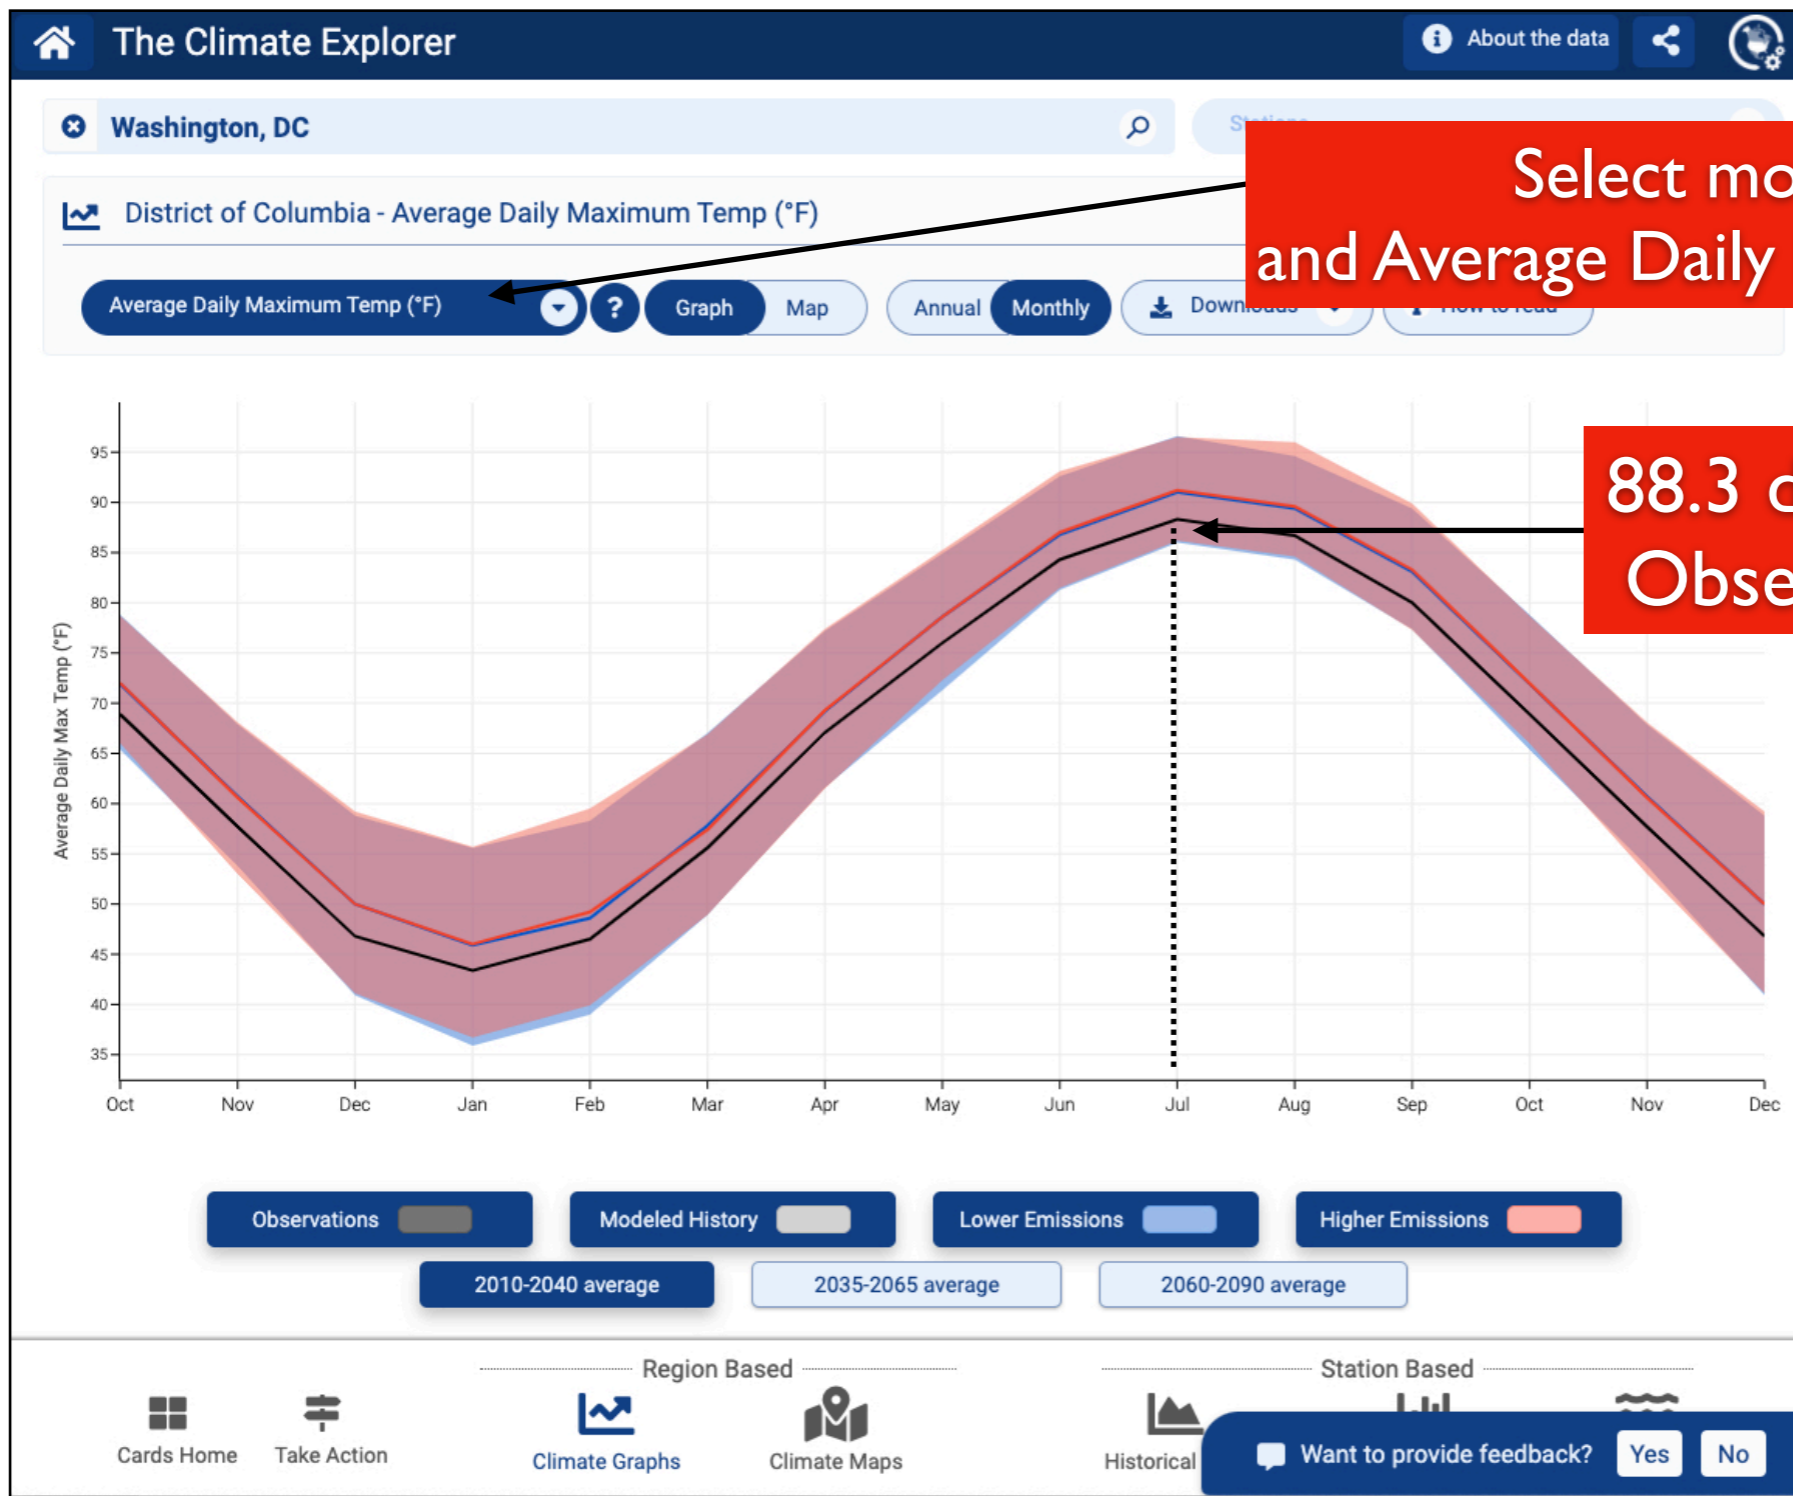 The Climate Explorer
About the data
Washington, DC
Stations
District of Columbia - Average Daily Maximum Temp (°F)
Select mo
and Average Daily
Average Daily Maximum Temp (°F)
?
Graph
Map
Annual
Monthly
Downloads
How to read
88.3
Obse
Average Daily Max Temp (°F)
95
90
85
80
75
70
65
60
55
50
45
40
35
Oct Nov Dec Jan Feb Mar Apr May Jun Jul Aug Sep Oct Nov Dec
Observations
Modeled History
Lower Emissions
Higher Emissions
2010-2040 average
2035-2065 average
2060-2090 average
Region Based
Station Based
Cards Home
Take Action
Climate Graphs
Climate Maps
Historical
Want to provide feedback?
Yes
No